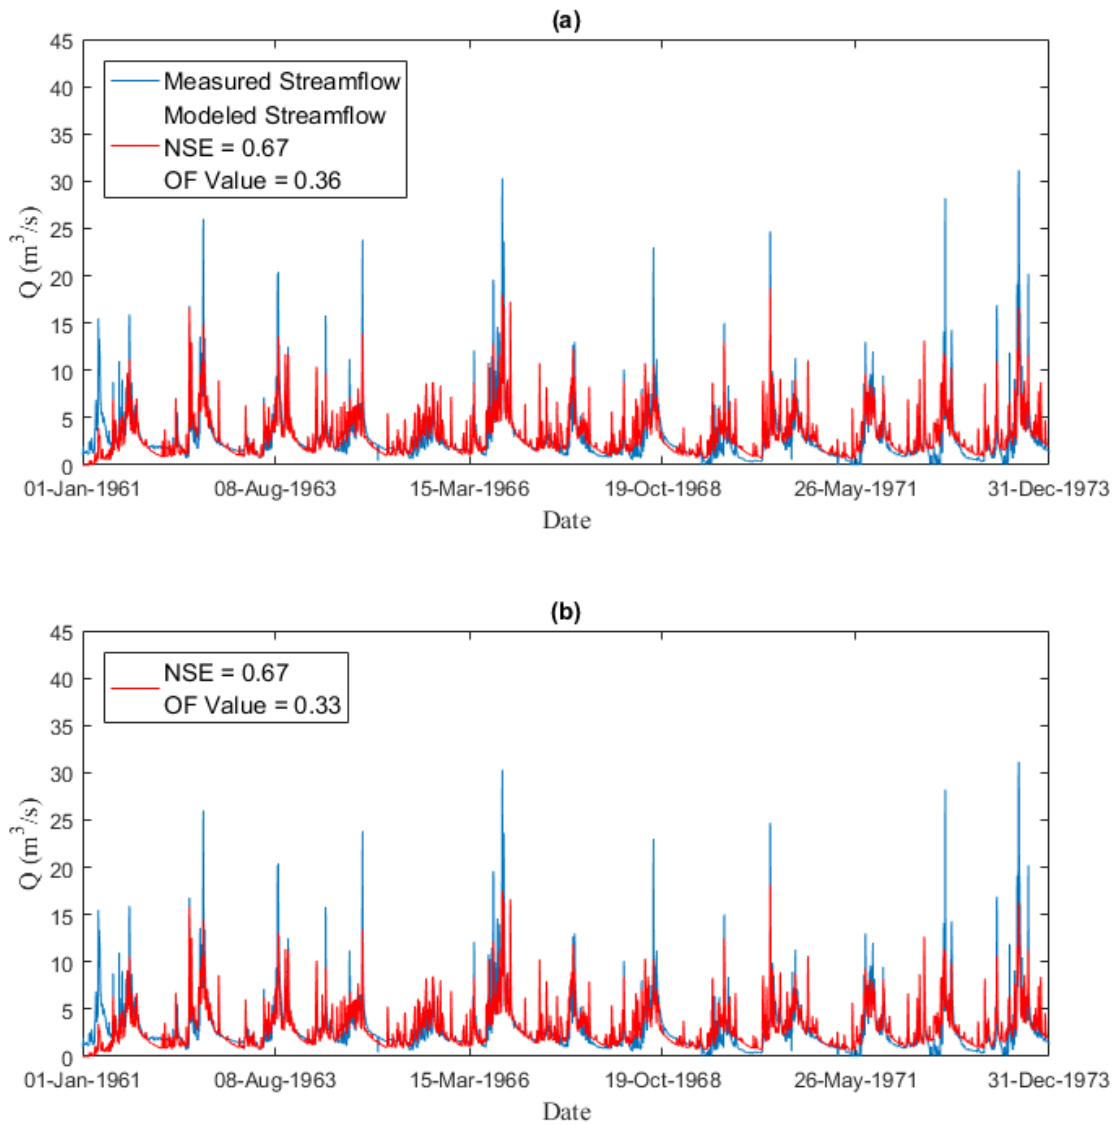 (a)
45
40
35
30
25
20
15
10
5
0
Q (m³/s)
Measured Streamflow
Modeled Streamflow
NSE = 0.67
OF Value = 0.36
01-Jan-1961 08-Aug-1963 15-Mar-1966 19-Oct-1968 26-May-1971 31-Dec-1973
Date
(b)
45
40
35
30
25
20
15
10
5
0
Q (m³/s)
NSE = 0.67
OF Value = 0.33
01-Jan-1961 08-Aug-1963 15-Mar-1966 19-Oct-1968 26-May-1971 31-Dec-1973
Date